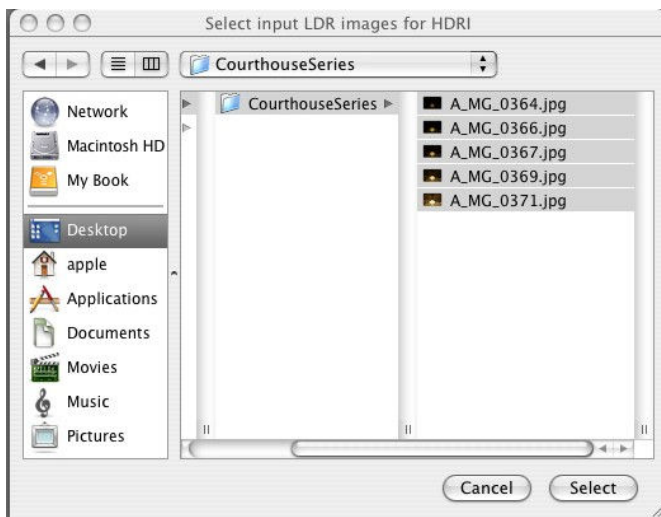 Select input LDR images for HDRI
CourthouseSeries
Network
Macintosh HD
My Book
Desktop
apple
Applications
Documents
Movies
Music
Pictures
CourthouseSeries
A_MG_0364.jpg
A_MG_0366.jpg
A_MG_0367.jpg
A_MG_0369.jpg
A_MG_0371.jpg
Cancel
Select